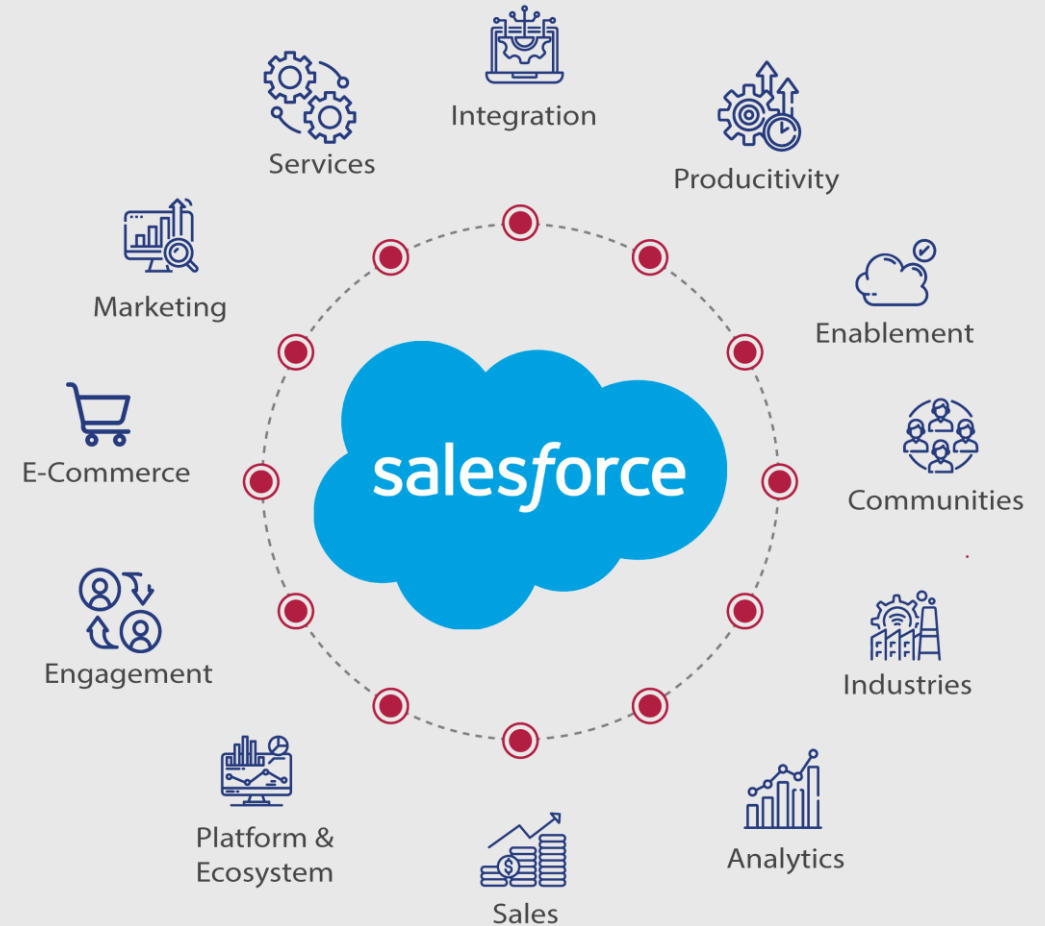 Integration
Services
Producitivity
Marketing
Enablement
E-Commerce
salesforce
Communities
Engagement
Industries
Platform &
Ecosystem
Analytics
Sales